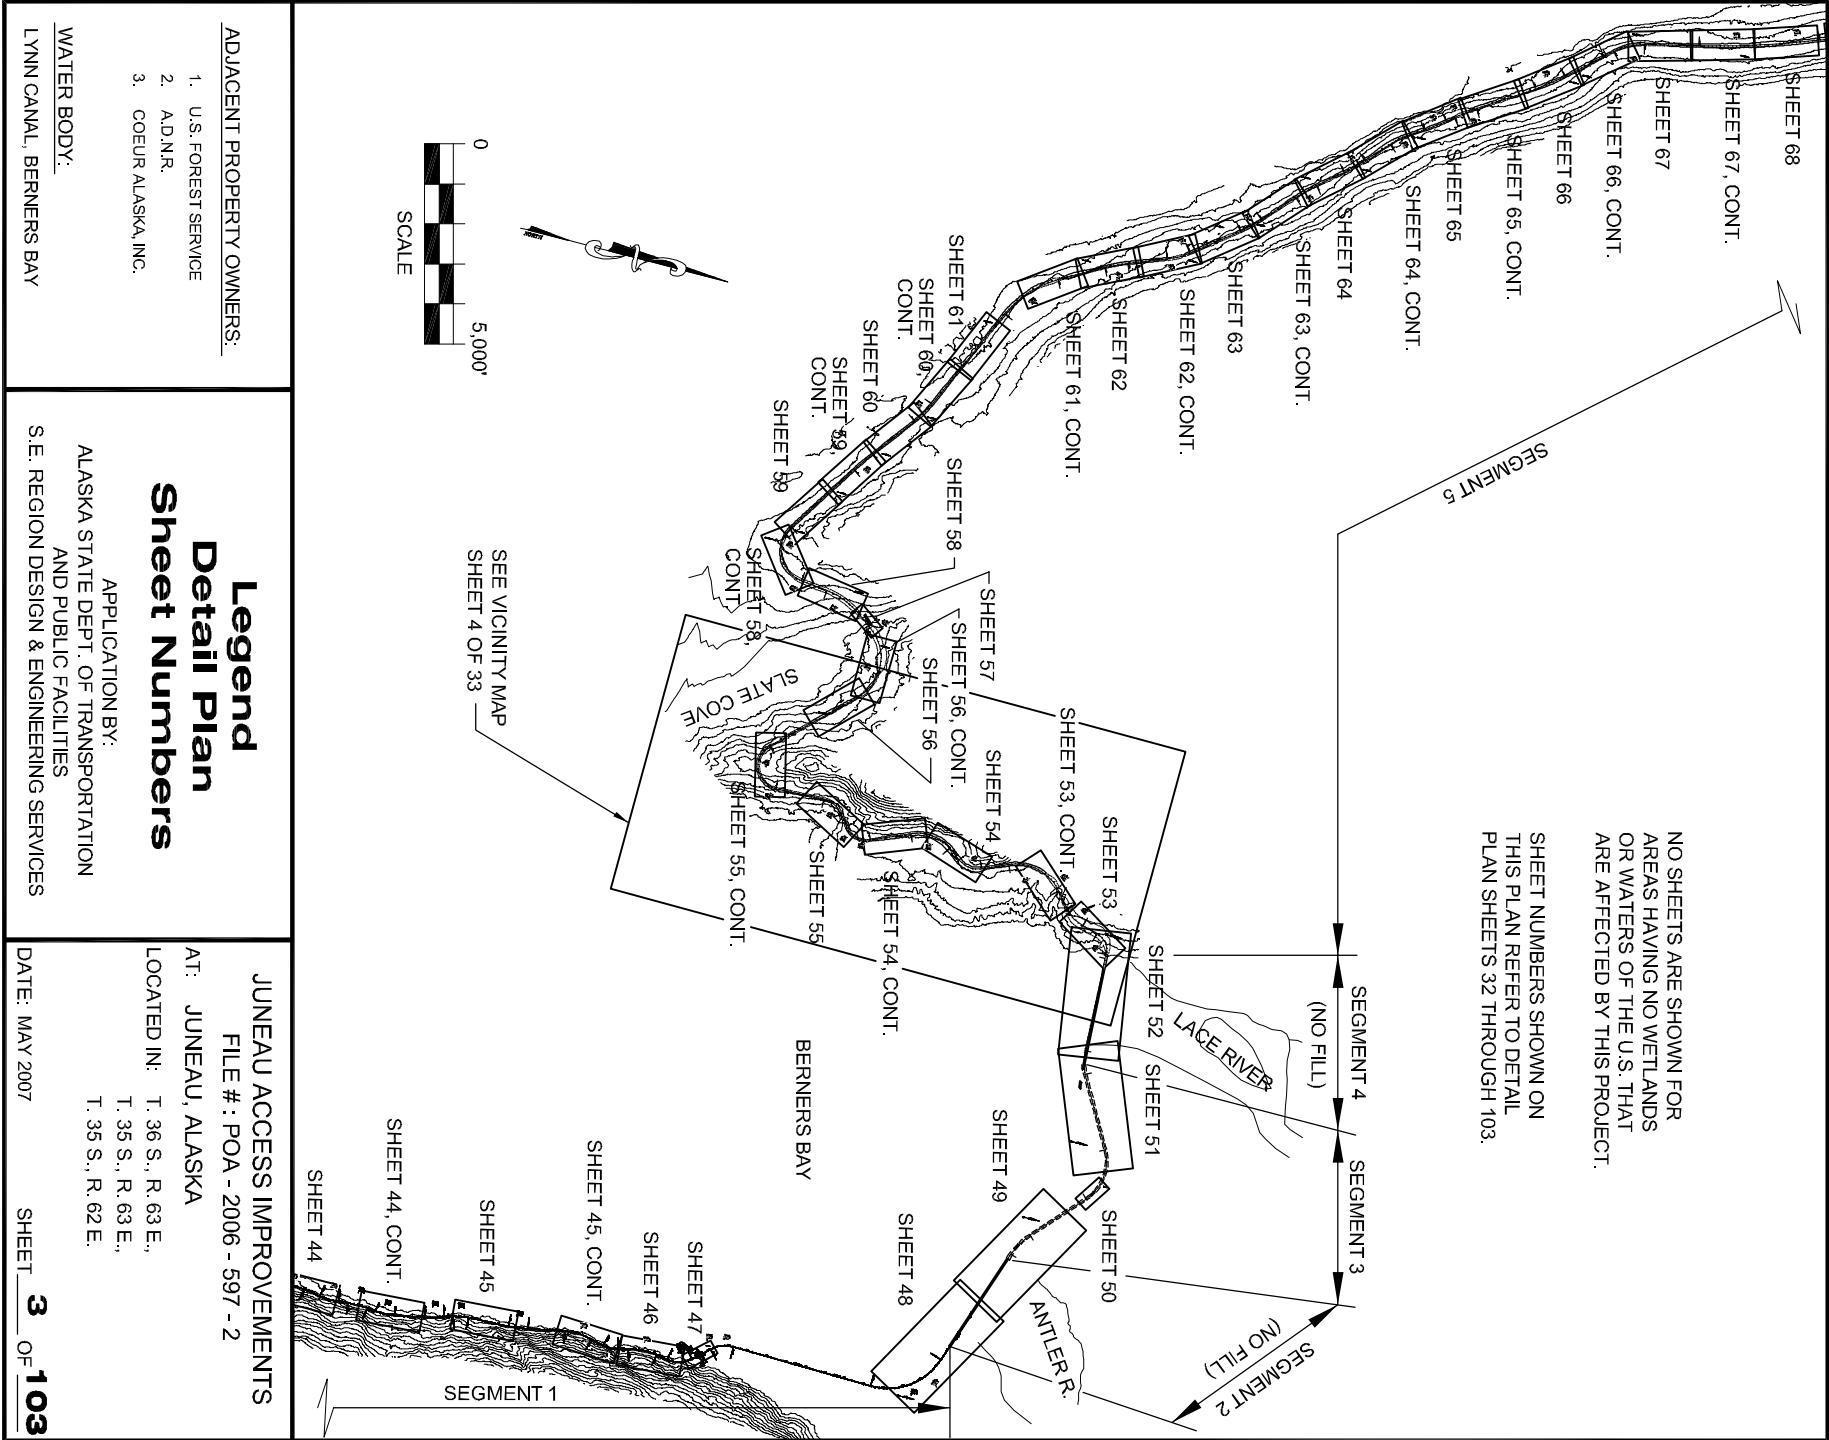 NO SHEETS ARE SHOWN FOR
AREAS HAVING NO WETLANDS
OR WATERS OF THE U.S. THAT
ARE AFFECTED BY THIS PROJECT.
SHEET NUMBERS SHOWN ON
THIS PLAN REFER TO DETAIL
PLAN SHEETS 32 THROUGH 103.
SHEET 68
SHEET 67, CONT.
SHEET 67
SHEET 66, CONT.
SHEET 66
SHEET 65, CONT.
SHEET 65
SHEET 64, CONT.
SHEET 64
SHEET 63, CONT.
SHEET 63
SHEET 62, CONT.
SHEET 62
SHEET 61, CONT.
SHEET 61
SHEET 60,
CONT.
SHEET 60
SHEET 59,
CONT.
SHEET 59
SHEET 58
SHEET 58,
CONT.
SHEET 57
SHEET 56, CONT.
SHEET 56
SHEET 55, CONT.
SHEET 55
SHEET 54, CONT.
SHEET 54
SHEET 53, CONT.
SHEET 53
SHEET 52
SHEET 51
SHEET 50
SHEET 49
SHEET 48
SHEET 47
SHEET 46
SHEET 45, CONT.
SHEET 45
SHEET 44, CONT.
SHEET 44
SEGMENT 5
SEGMENT 4
(NO FILL)
SEGMENT 3
SEGMENT 2
(NO FILL)
SEGMENT 1
LACE RIVER
ANTLER R.
BERNERS BAY
SLATE COVE
SEE VICINITY MAP
SHEET 4 OF 33
NORTH
0
5,000'
SCALE
ADJACENT PROPERTY OWNERS:
1. U.S. FOREST SERVICE
2. A.D.N.R.
3. COEUR ALASKA, INC.
WATER BODY:
LYNN CANAL, BERNERS BAY
Legend
Detail Plan
Sheet Numbers
APPLICATION BY:
ALASKA STATE DEPT. OF TRANSPORTATION
AND PUBLIC FACILITIES
S.E. REGION DESIGN & ENGINEERING SERVICES
JUNEAU ACCESS IMPROVEMENTS
FILE #: POA - 2006 - 597 - 2
AT: JUNEAU, ALASKA
LOCATED IN: T. 36 S., R. 63 E.,
T. 35 S., R. 63 E.,
T. 35 S., R. 62 E.
DATE: MAY 2007 SHEET 3 OF 103